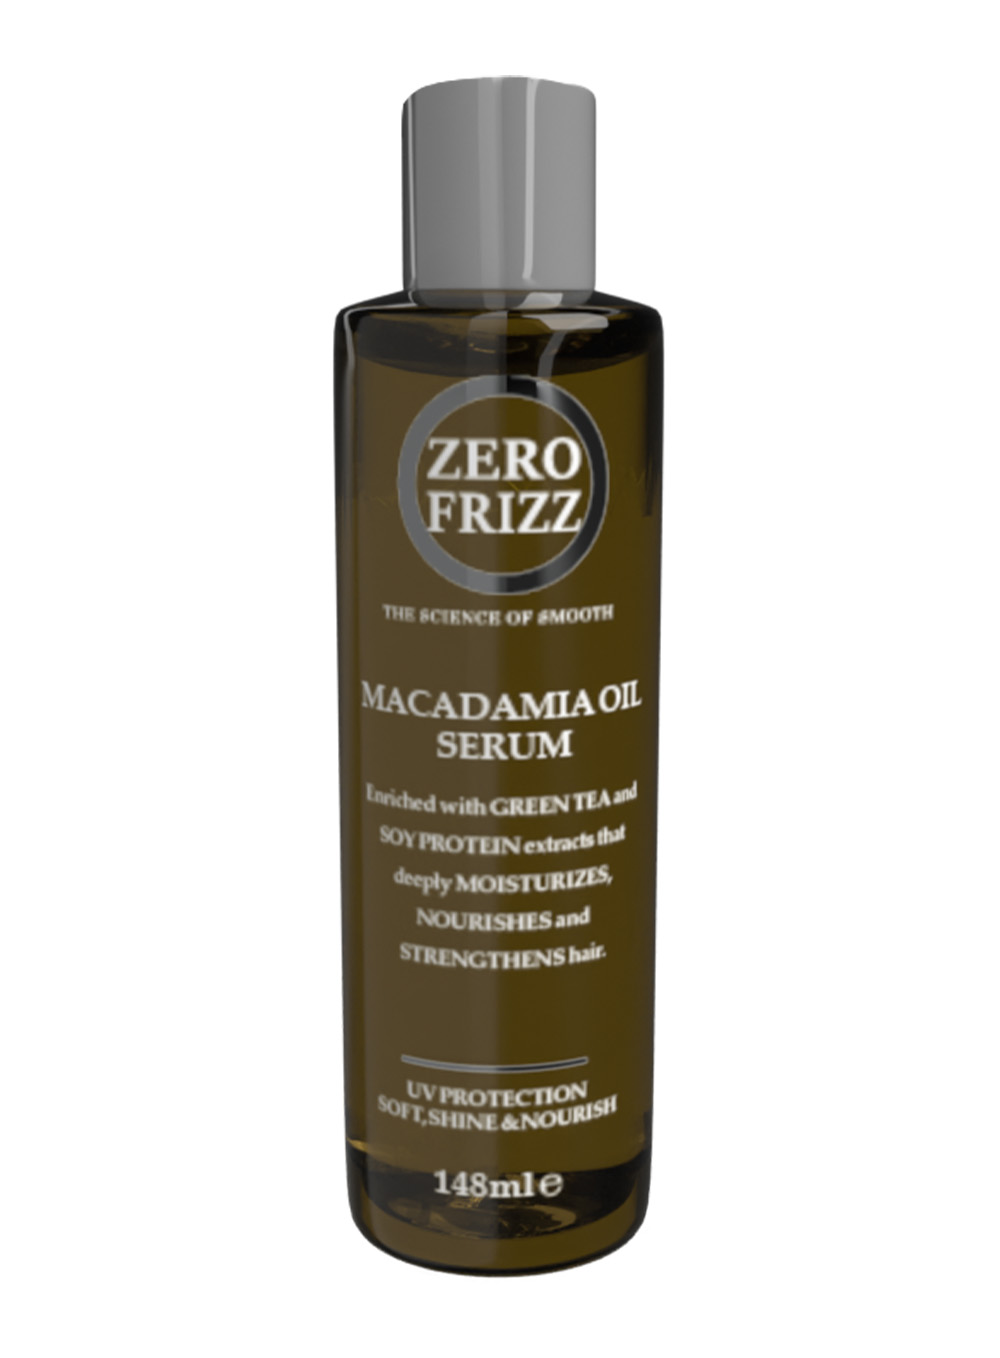 ZERO
FRIZZ
THE SCIENCE OF SMOOTH
MACADAMIA OIL
SERUM
Enriched with GREEN TEA and
SOY PROTEIN extracts that
deeply MOISTURIZES,
NOURISHES and
STRENGTHENS hair.
UV PROTECTION
SOFT, SHINE & NOURISH
148ml ℮